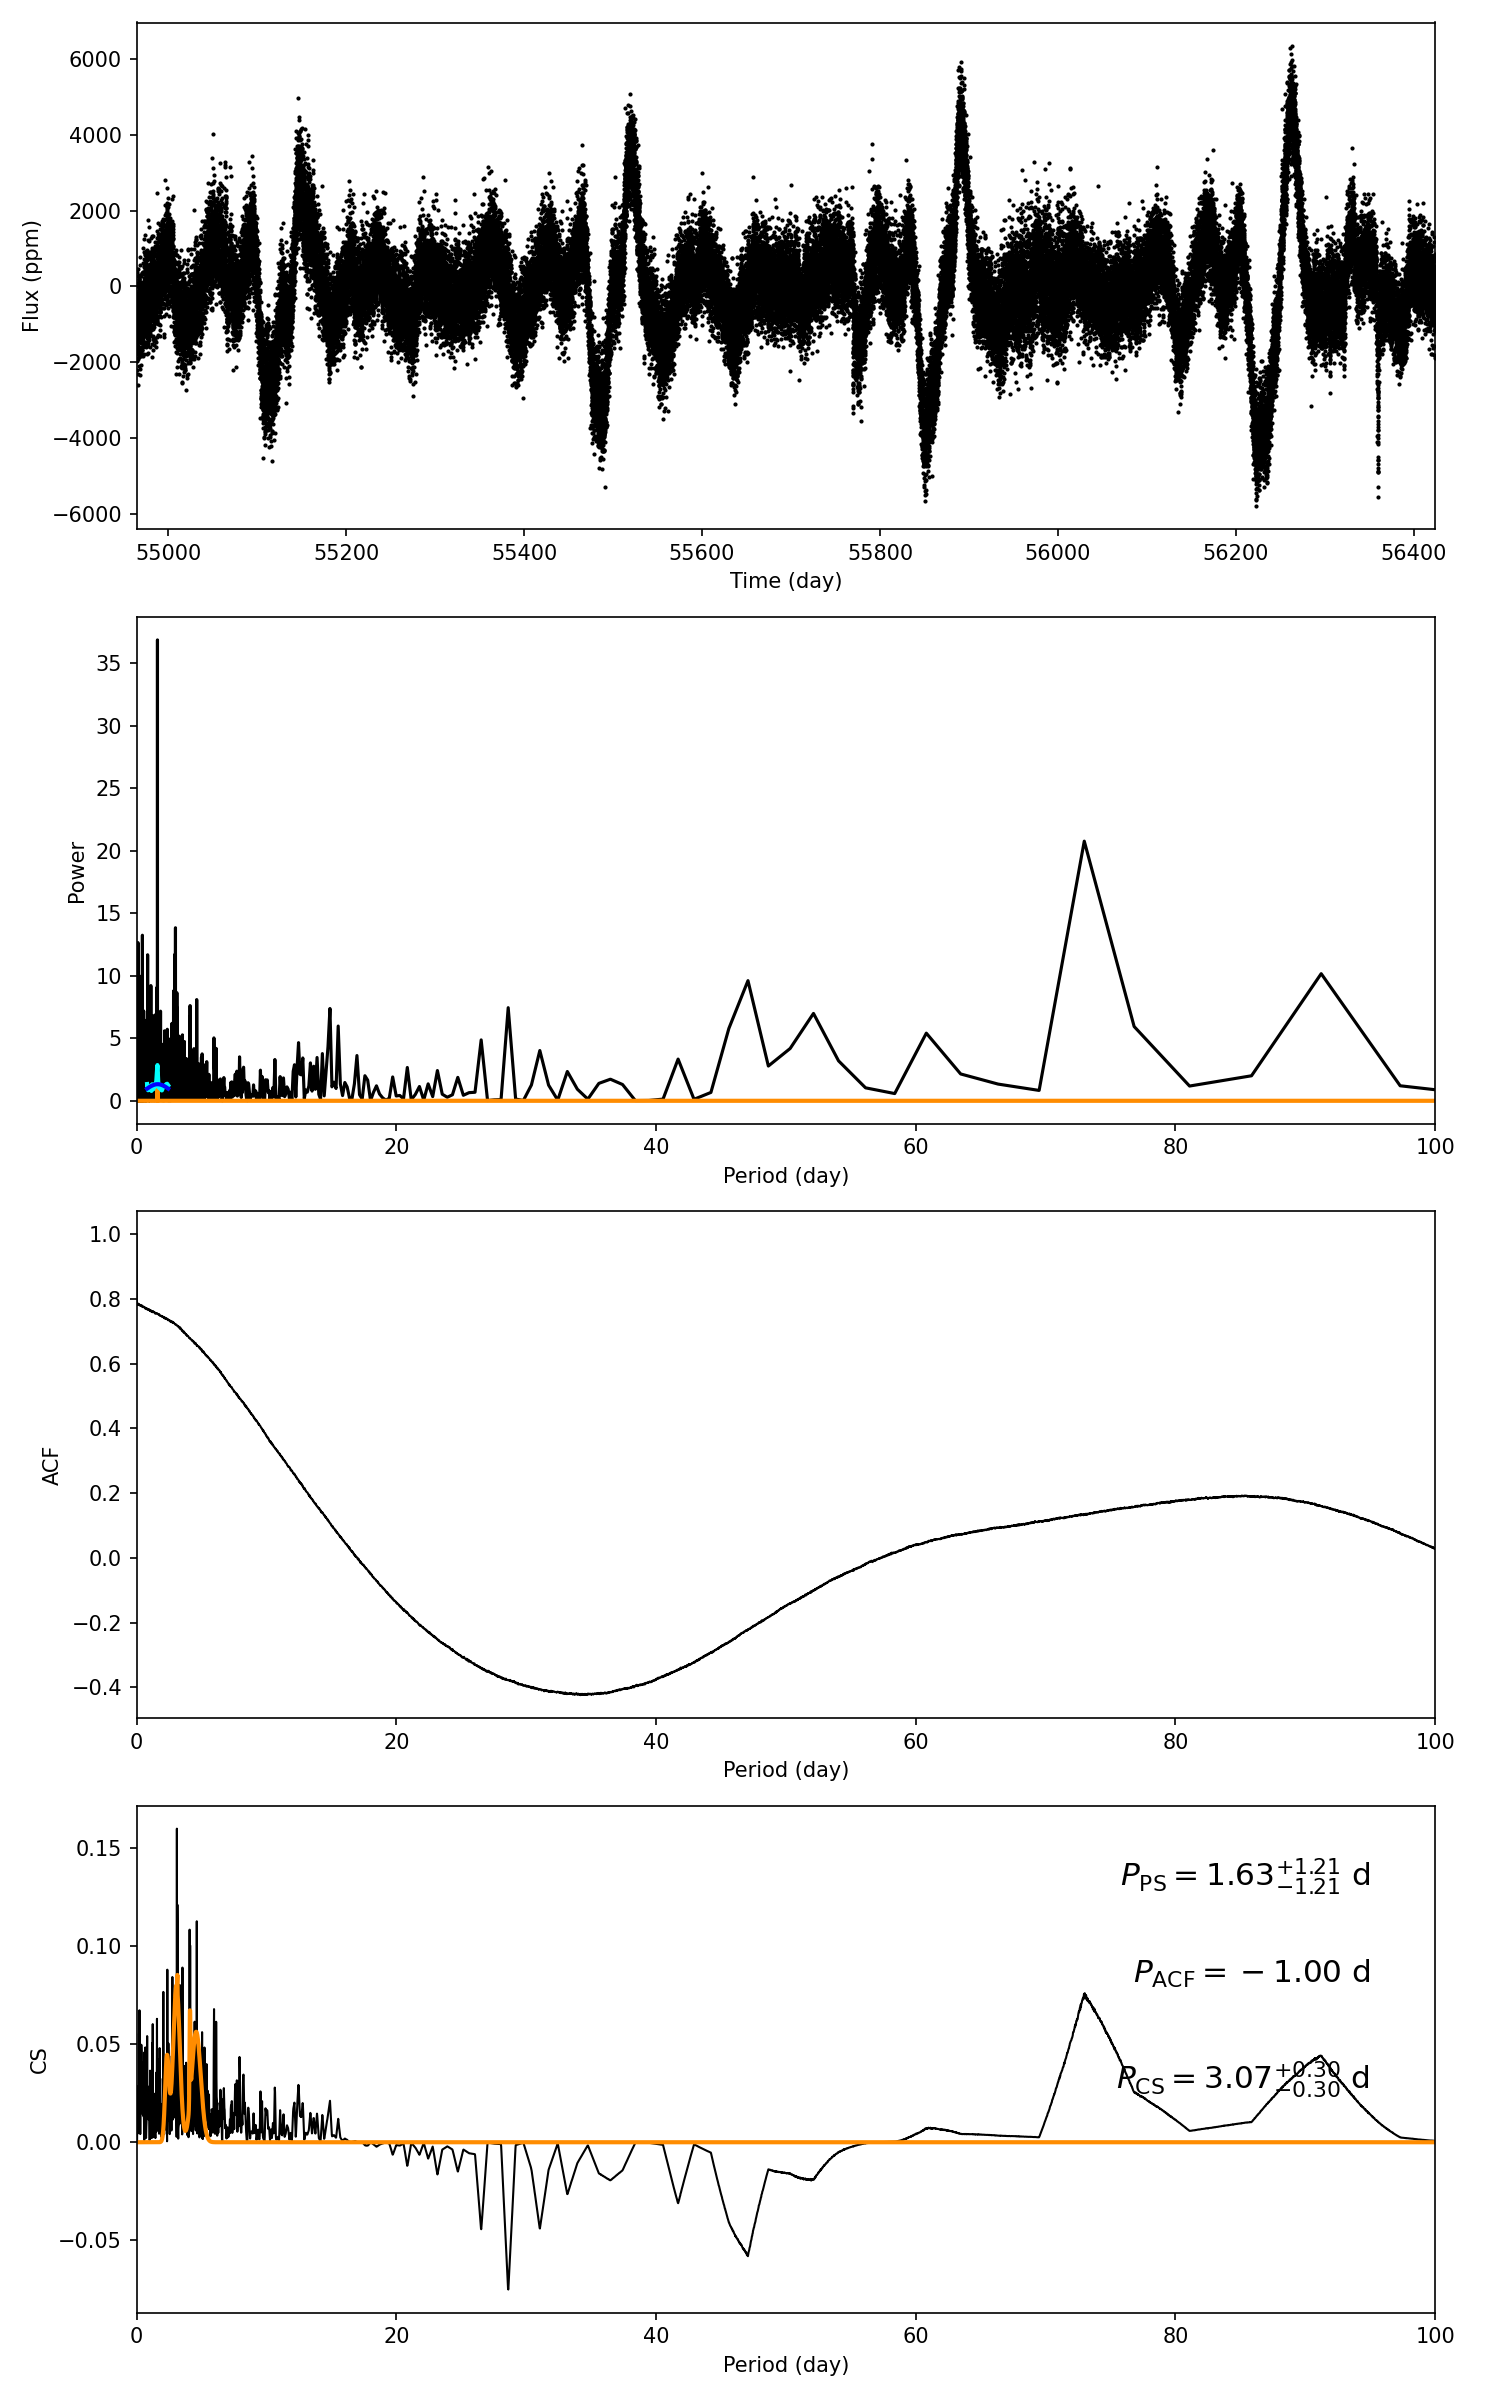 6000
4000
2000
0
−2000
−4000
−6000
Flux (ppm)
55000 55200 55400 55600 55800 56000 56200 56400
Time (day)
35
30
25
20
15
10
5
0
Power
0 20 40 60 80 100
Period (day)
1.0
0.8
0.6
0.4
0.2
0.0
−0.2
−0.4
ACF
0 20 40 60 80 100
Period (day)
0.15
0.10
0.05
0.00
−0.05
CS
P_PS = 1.63^{+1.21}_{−1.21} d
P_ACF = −1.00 d
P_CS = 3.07^{+0.30}_{−0.30} d
0 20 40 60 80 100
Period (day)